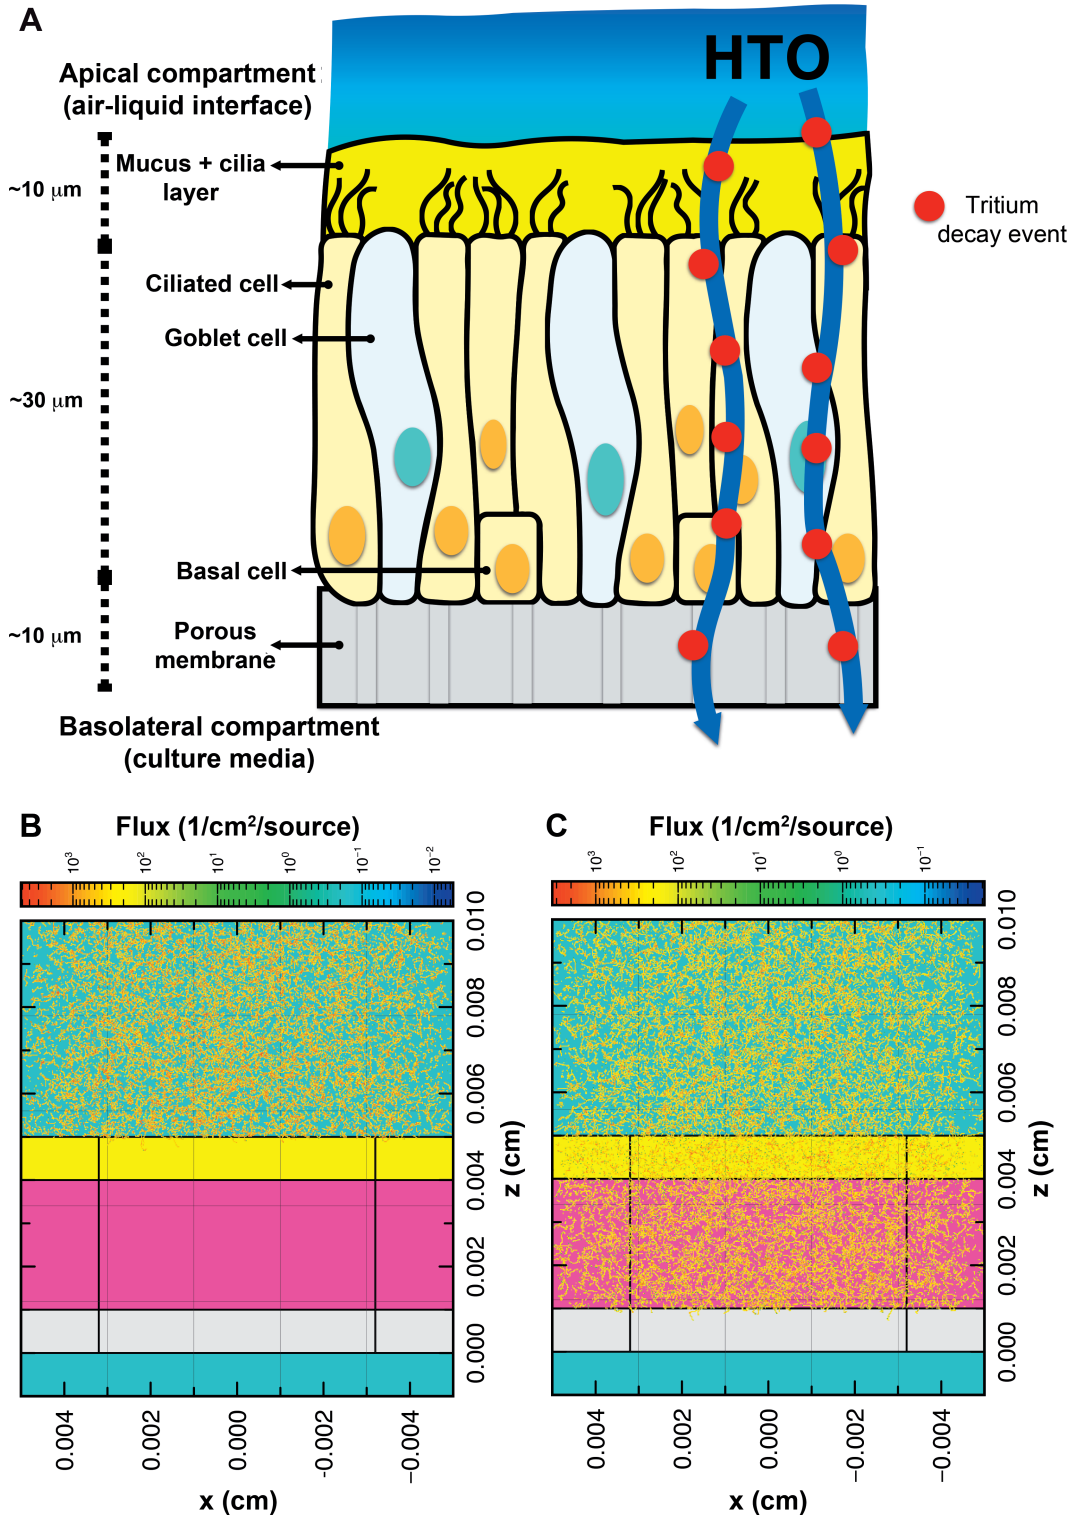 A
HTO
Apical compartment
(air-liquid interface)
Mucus + cilia
layer
~10 μm
Tritium
decay event
Ciliated cell
Goblet cell
~30 μm
Basal cell
Porous
membrane
~10 μm
Basolateral compartment
(culture media)
B
Flux (1/cm²/source)
10³ 10² 10¹ 10⁰ 10⁻¹ 10⁻²
0.010
0.008
0.006
0.004
0.002
0.000
z (cm)
0.004 0.002 0.000 -0.002 −0.004
x (cm)
C
Flux (1/cm²/source)
10³ 10² 10¹ 10⁰ 10⁻¹
0.010
0.008
0.006
0.004
0.002
0.000
z (cm)
0.004 0.002 0.000 −0.002 −0.004
x (cm)